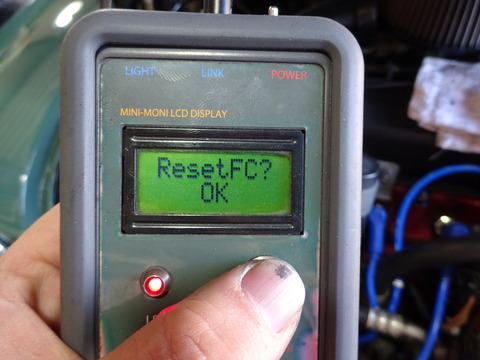 LIGHT LINK POWER
MINI-MONI LCD DISPLAY
ResetFC?
OK